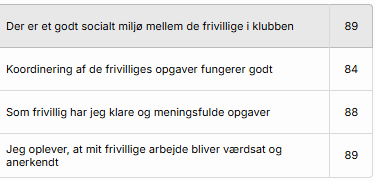 Der er et godt socialt miljø mellem de frivillige i klubben 89
Koordinering af de frivilliges opgaver fungerer godt 84
Som frivillig har jeg klare og meningsfulde opgaver 88
Jeg oplever, at mit frivillige arbejde bliver værdsat og
anerkendt 89